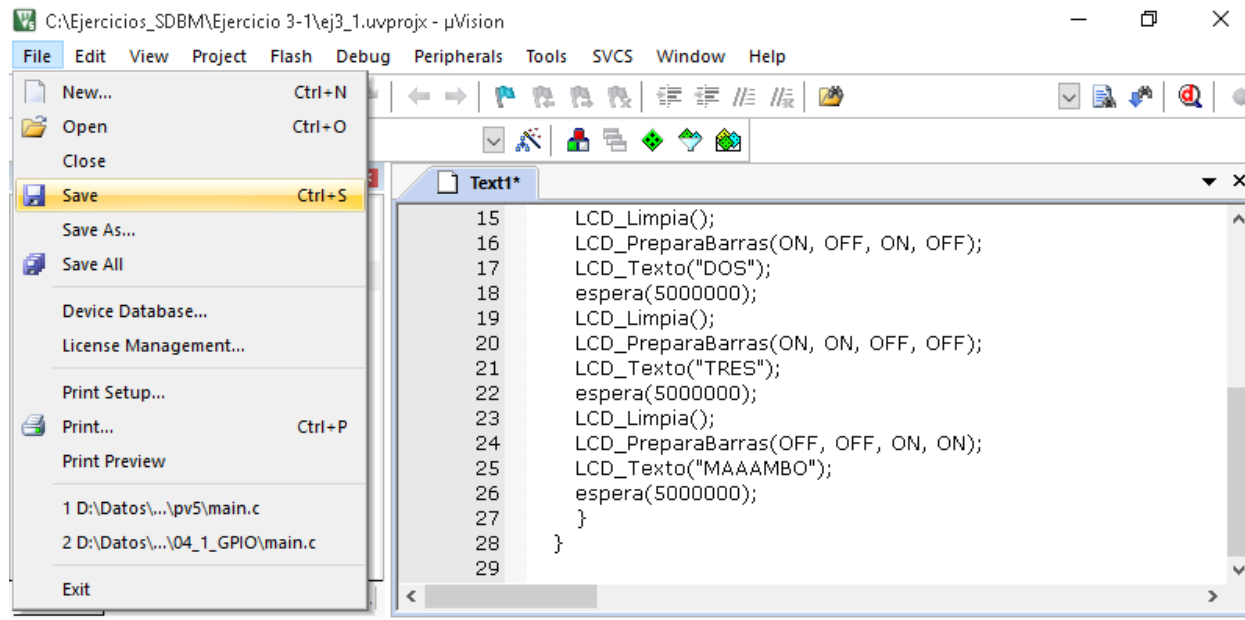 C:\Ejercicios_SDBM\Ejercicio 3-1\ej3_1.uvprojx - µVision
File Edit View Project Flash Debug Peripherals Tools SVCS Window Help
New... Ctrl+N
Open Ctrl+O
Close
Save Ctrl+S
Save As...
Save All
Device Database...
License Management...
Print Setup...
Print... Ctrl+P
Print Preview
1 D:\Datos\...\pv5\main.c
2 D:\Datos\...\04_1_GPIO\main.c
Exit
Text1*
15 LCD_Limpia();
16 LCD_PreparaBarras(ON, OFF, ON, OFF);
17 LCD_Texto("DOS");
18 espera(5000000);
19 LCD_Limpia();
20 LCD_PreparaBarras(ON, ON, OFF, OFF);
21 LCD_Texto("TRES");
22 espera(5000000);
23 LCD_Limpia();
24 LCD_PreparaBarras(OFF, OFF, ON, ON);
25 LCD_Texto("MAAAMBO");
26 espera(5000000);
27 }
28 }
29